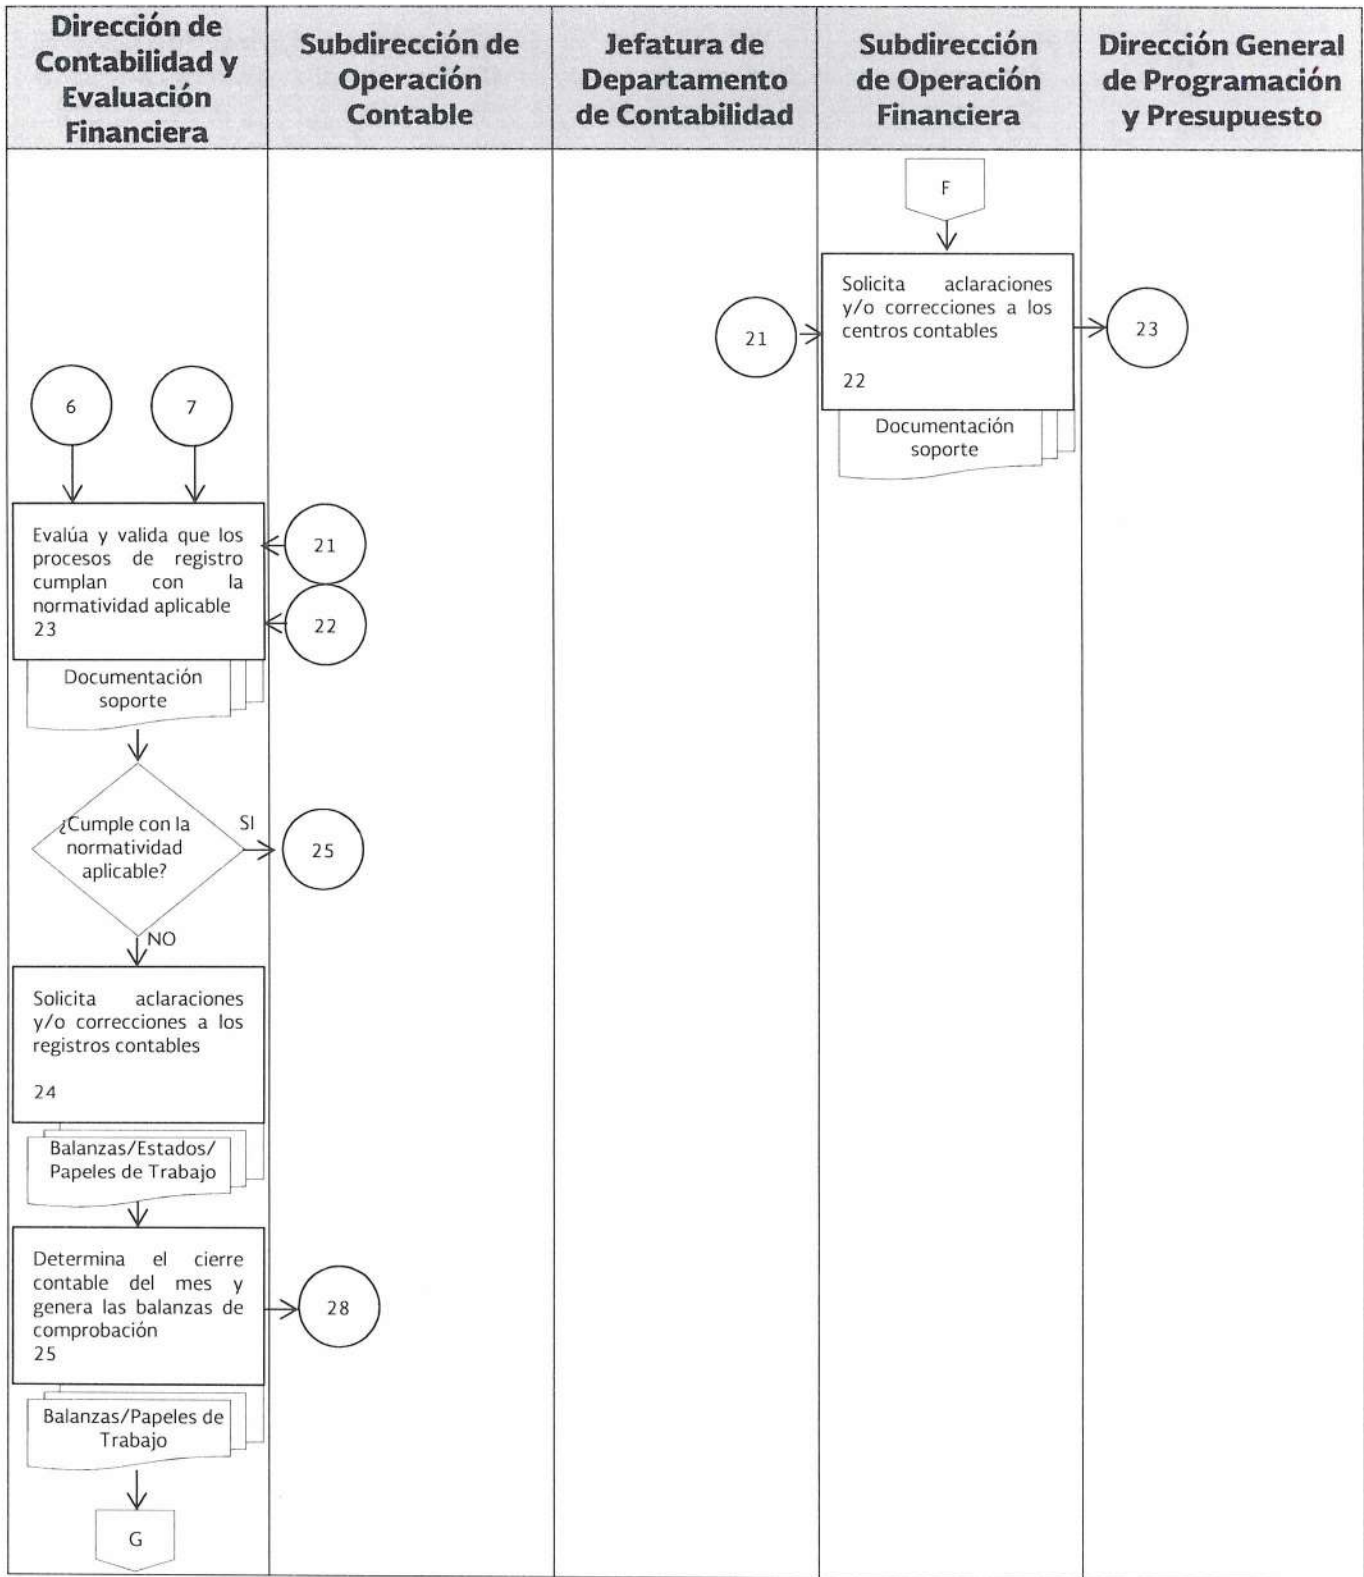 Dirección de
Contabilidad y
Evaluación
Financiera
Subdirección de
Operación
Contable
Jefatura de
Departamento
de Contabilidad
Subdirección
de Operación
Financiera
Dirección General
de Programación
y Presupuesto
F
Solicita aclaraciones
y/o correcciones a los
centros contables
22
21
23
Documentación
soporte
6
7
Evalúa y valida que los
procesos de registro
cumplan con la
normatividad aplicable
23
21
22
Documentación
soporte
¿Cumple con la
normatividad
aplicable?
SI
25
NO
Solicita aclaraciones
y/o correcciones a los
registros contables
24
Balanzas/Estados/
Papeles de Trabajo
Determina el cierre
contable del mes y
genera las balanzas de
comprobación
25
28
Balanzas/Papeles de
Trabajo
G